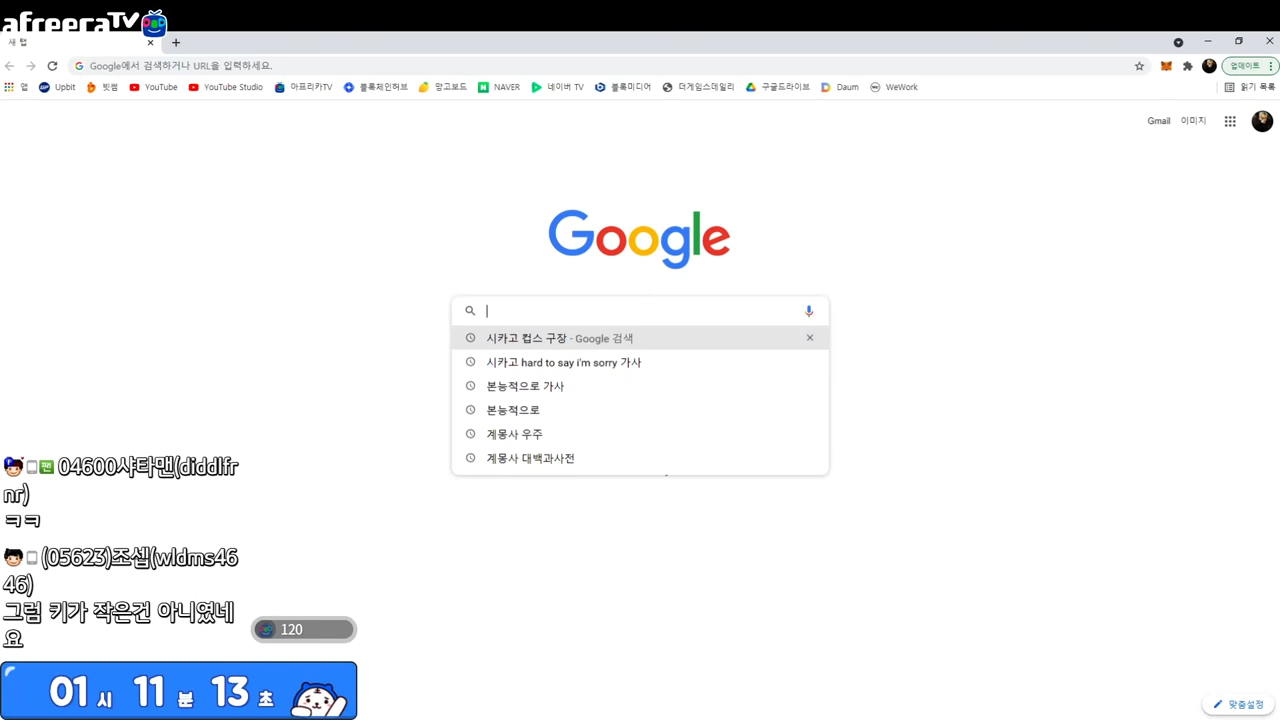 afreecaTV
새 탭
Google에서 검색하거나 URL을 입력하세요.
업데이트
앱 Upbit 빗썸 YouTube YouTube Studio 아프리카TV 블록체인허브 망고보드 NAVER 네이버 TV 블록미디어 더게임스데일리 구글드라이브 Daum WeWork 읽기 목록
Gmail 이미지
Google
시카고 컵스 구장 - Google 검색
시카고 hard to say i'm sorry 가사
본능적으로 가사
본능적으로
계몽사 우주
계몽사 대백과사전
팬 04600샤타맨(diddlfr
nr)
ㅋㅋ
(05623)조셉(wldms46
46)
그럼 키가 작은건 아니였네
요
120
01 시 11 분 13 초
맞춤설정